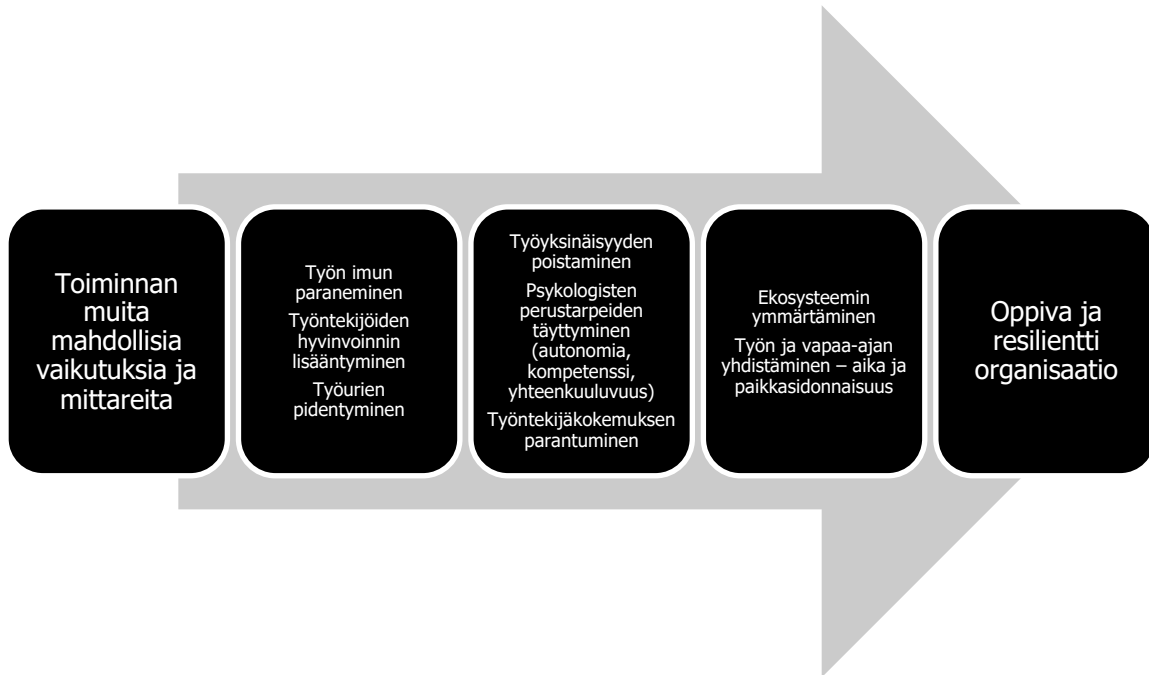 Toiminnan
muita
mahdollisia
vaikutuksia ja
mittareita
Työn imun
paraneminen
Työntekijöiden
hyvinvoinnin
lisääntyminen
Työurien
pidentyminen
Työyksinäisyyden
poistaminen
Psykologisten
perustarpeiden
täyttyminen
(autonomia,
kompetenssi,
yhteenkuuluvuus)
Työntekijäkokemuksen
parantuminen
Ekosysteemin
ymmärtäminen
Työn ja vapaa-ajan
yhdistäminen – aika ja
paikkasidonnaisuus
Oppiva ja
resilientti
organisaatio